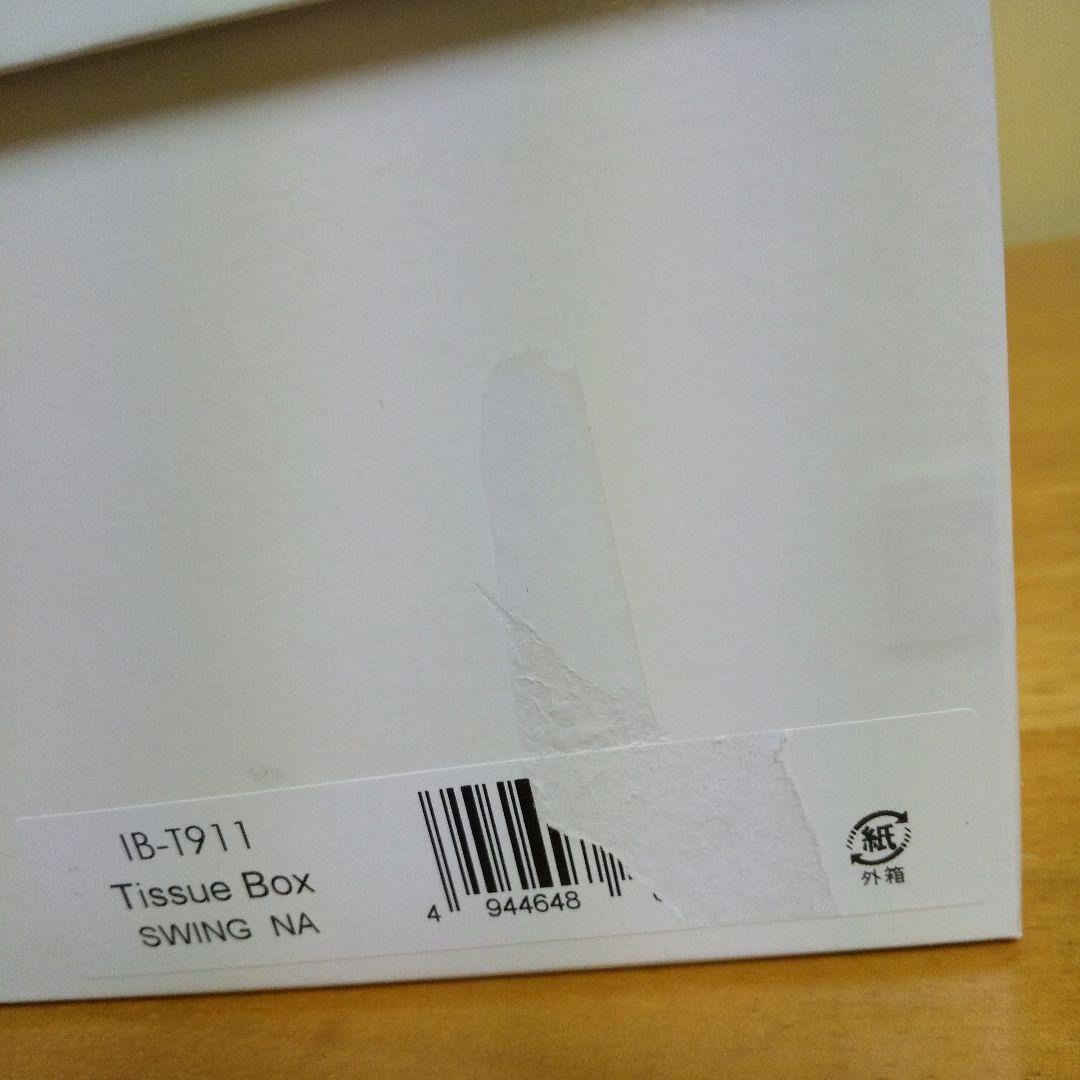 IB-T911
Tissue Box
SWING NA
4 944648
紙
外箱